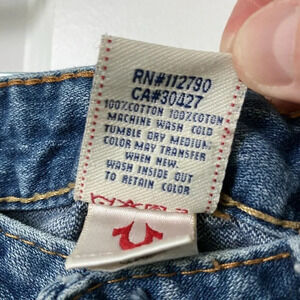 RN#112790
CA#30427
100%COTTON 100%COTON
MACHINE WASH COLD
TUMBLE DRY MEDIUM.
COLOR MAY TRANSFER
WHEN NEW.
WASH INSIDE OUT
TO RETAIN COLOR